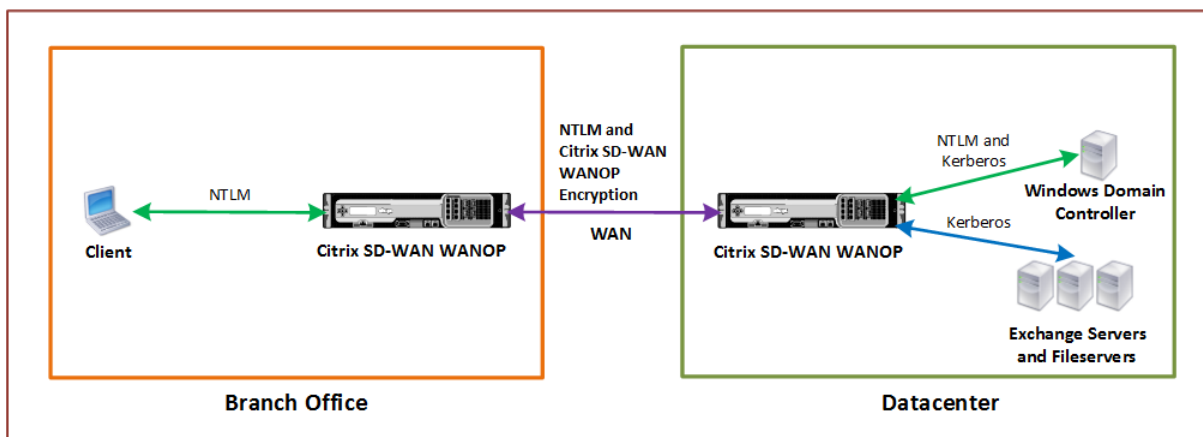 NTLM
Client
Citrix SD-WAN WANOP
NTLM and
Citrix SD-WAN
WANOP
Encryption
WAN
Citrix SD-WAN WANOP
NTLM and
Kerberos
Windows Domain
Controller
Kerberos
Exchange Servers
and Fileservers
Branch Office
Datacenter